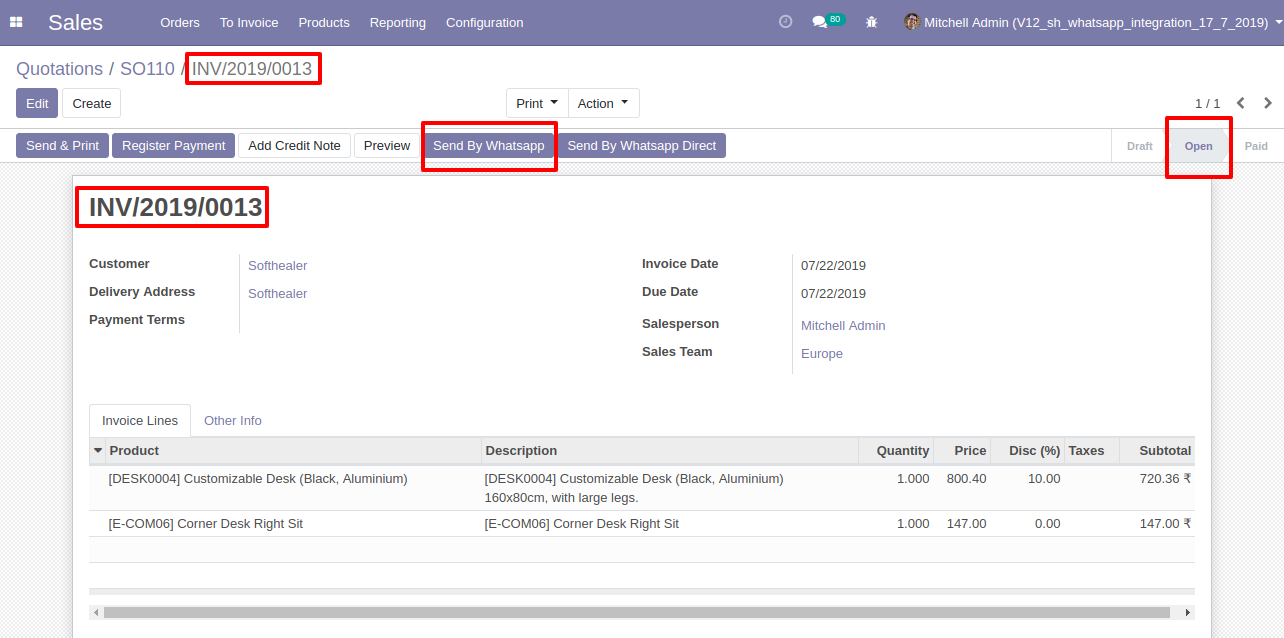 Sales Orders To Invoice Products Reporting Configuration 80 Mitchell Admin (V12_sh_whatsapp_integration_17_7_2019)
Quotations / SO110 / INV/2019/0013
Edit Create Print Action 1 / 1
Send & Print Register Payment Add Credit Note Preview Send By Whatsapp Send By Whatsapp Direct Draft Open Paid
INV/2019/0013
Customer Softhealer Invoice Date 07/22/2019
Delivery Address Softhealer Due Date 07/22/2019
Payment Terms Salesperson Mitchell Admin
Sales Team Europe
Invoice Lines Other Info
Product Description Quantity Price Disc (%) Taxes Subtotal
[DESK0004] Customizable Desk (Black, Aluminium) [DESK0004] Customizable Desk (Black, Aluminium) 1.000 800.40 10.00 720.36 ₹
160x80cm, with large legs.
[E-COM06] Corner Desk Right Sit [E-COM06] Corner Desk Right Sit 1.000 147.00 0.00 147.00 ₹